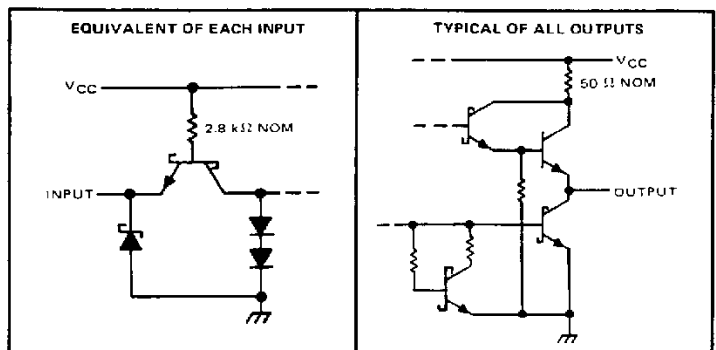 EQUIVALENT OF EACH INPUT
VCC
2.8 kΩ NOM
INPUT
TYPICAL OF ALL OUTPUTS
VCC
50 Ω NOM
OUTPUT